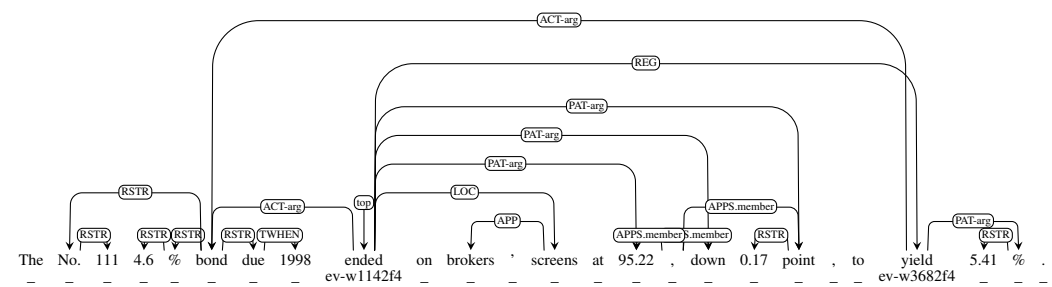 ACT-arg
REG
PAT-arg
PAT-arg
PAT-arg
RSTR top LOC
ACT-arg APPS.member
APP PAT-arg
RSTR RSTR RSTR RSTR TWHEN APPS.member S.member RSTR RSTR
The No. 111 4.6 % bond due 1998 ended on brokers ' screens at 95.22 , down 0.17 point , to yield 5.41 % .
_ _ _ _ _ _ _ _ ev-w1142f4 _ _ _ _ _ _ _ _ _ _ _ _ ev-w3682f4 _ _ _